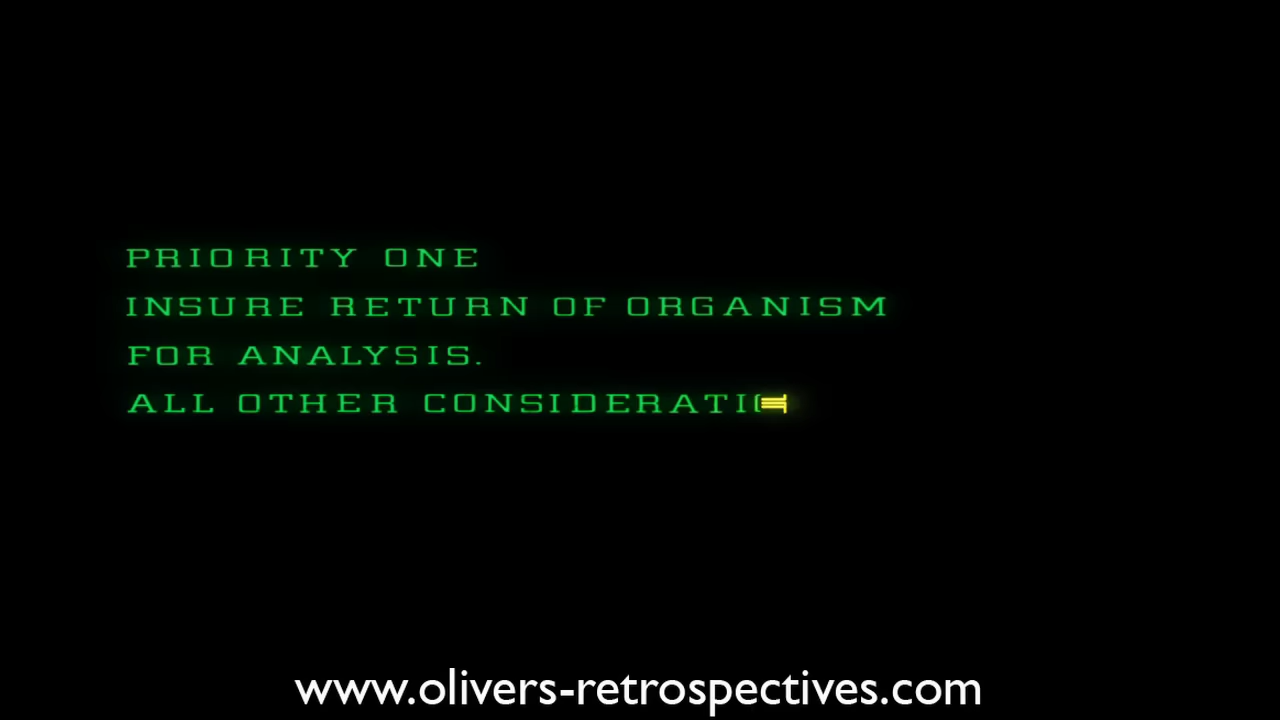 PRIORITY ONE
INSURE RETURN OF ORGANISM
FOR ANALYSIS.
ALL OTHER CONSIDERATI
www.olivers-retrospectives.com